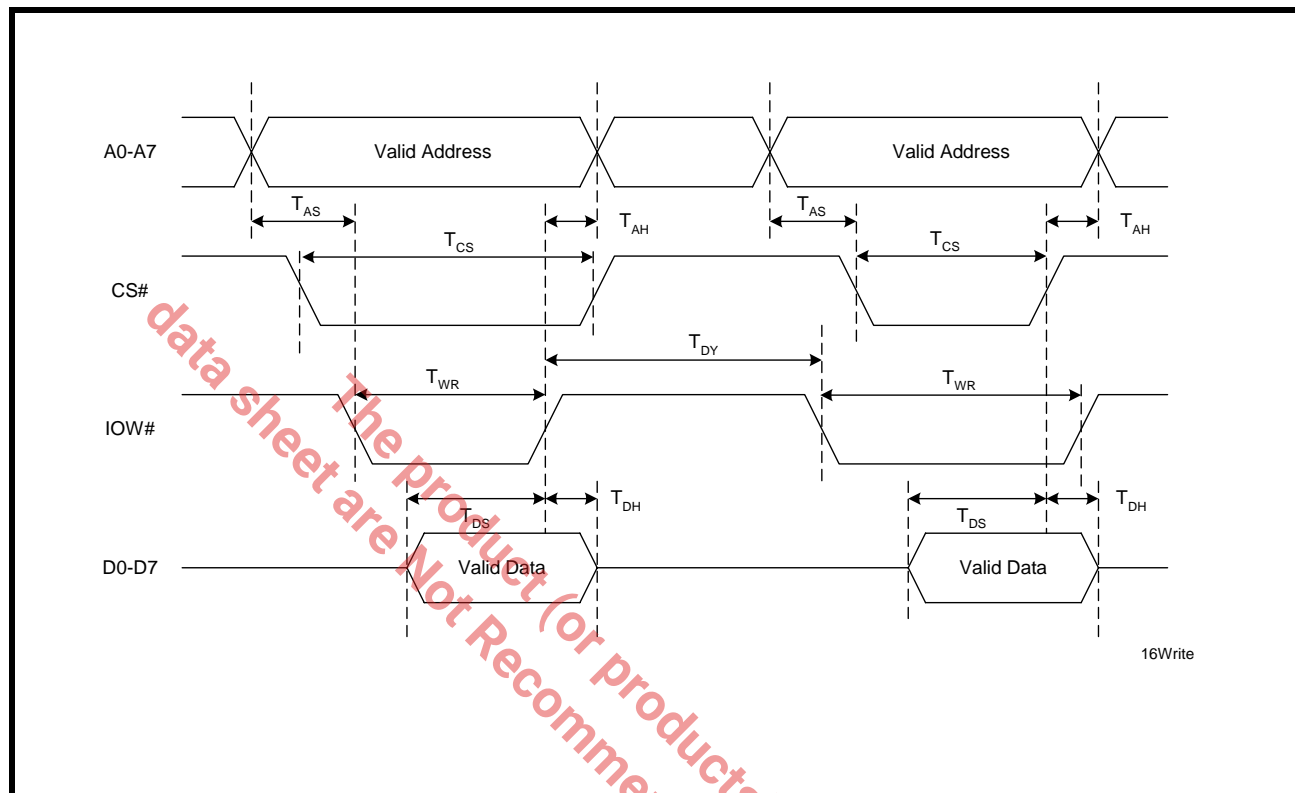 A0-A7
Valid Address
Valid Address
TAS
TAH
TAS
TAH
TCS
TCS
CS#
TDY
TWR
TWR
IOW#
TDS
TDH
TDS
TDH
D0-D7
Valid Data
Valid Data
16Write
The product (or products
data sheet are Not Recomme